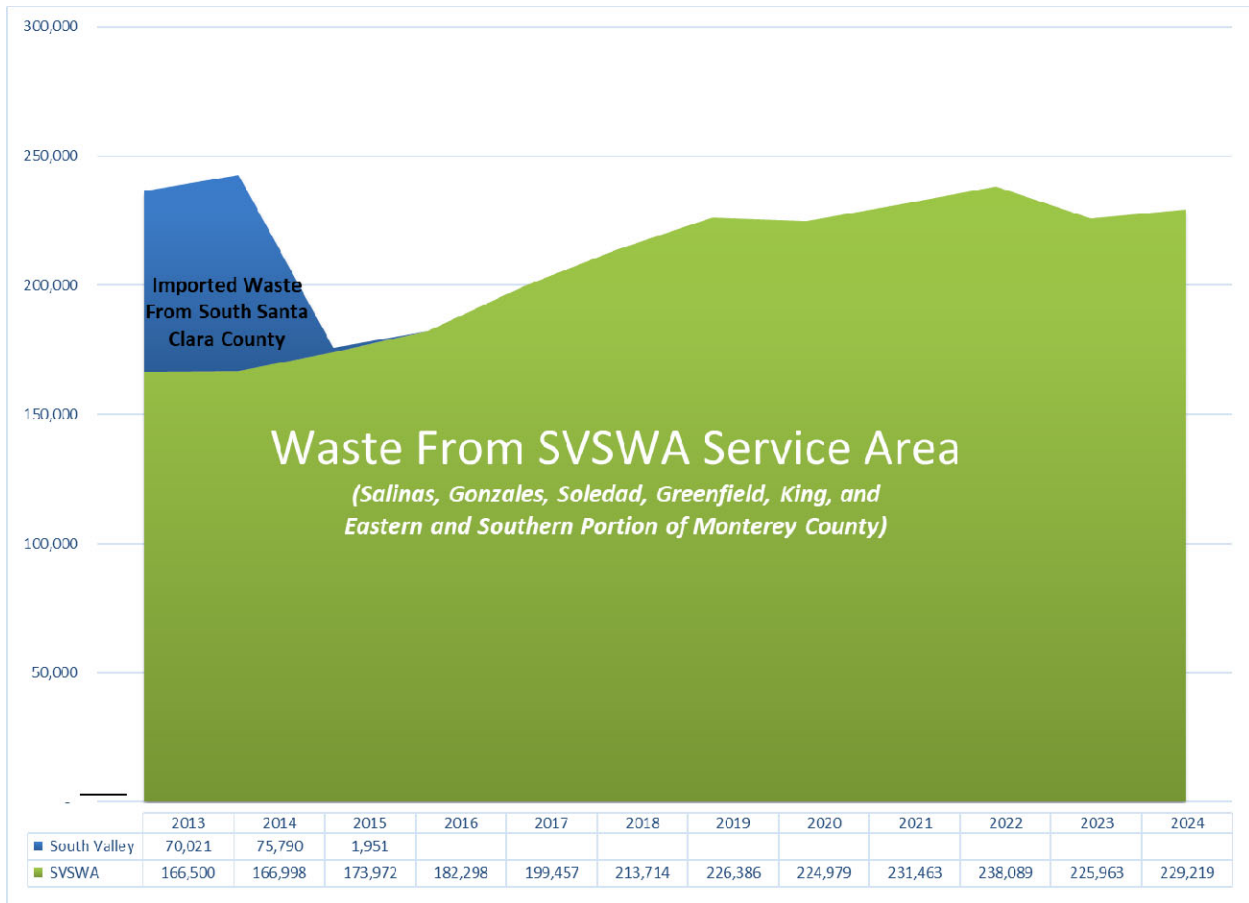 300,000
250,000
200,000
150,000
100,000
50,000
-
Imported Waste
From South Santa
Clara County
Waste From SVSWA Service Area
(Salinas, Gonzales, Soledad, Greenfield, King, and
Eastern and Southern Portion of Monterey County)
2013 2014 2015 2016 2017 2018 2019 2020 2021 2022 2023 2024
South Valley 70,021 75,790 1,951
SVSWA 166,500 166,998 173,972 182,298 199,457 213,714 226,386 224,979 231,463 238,089 225,963 229,219